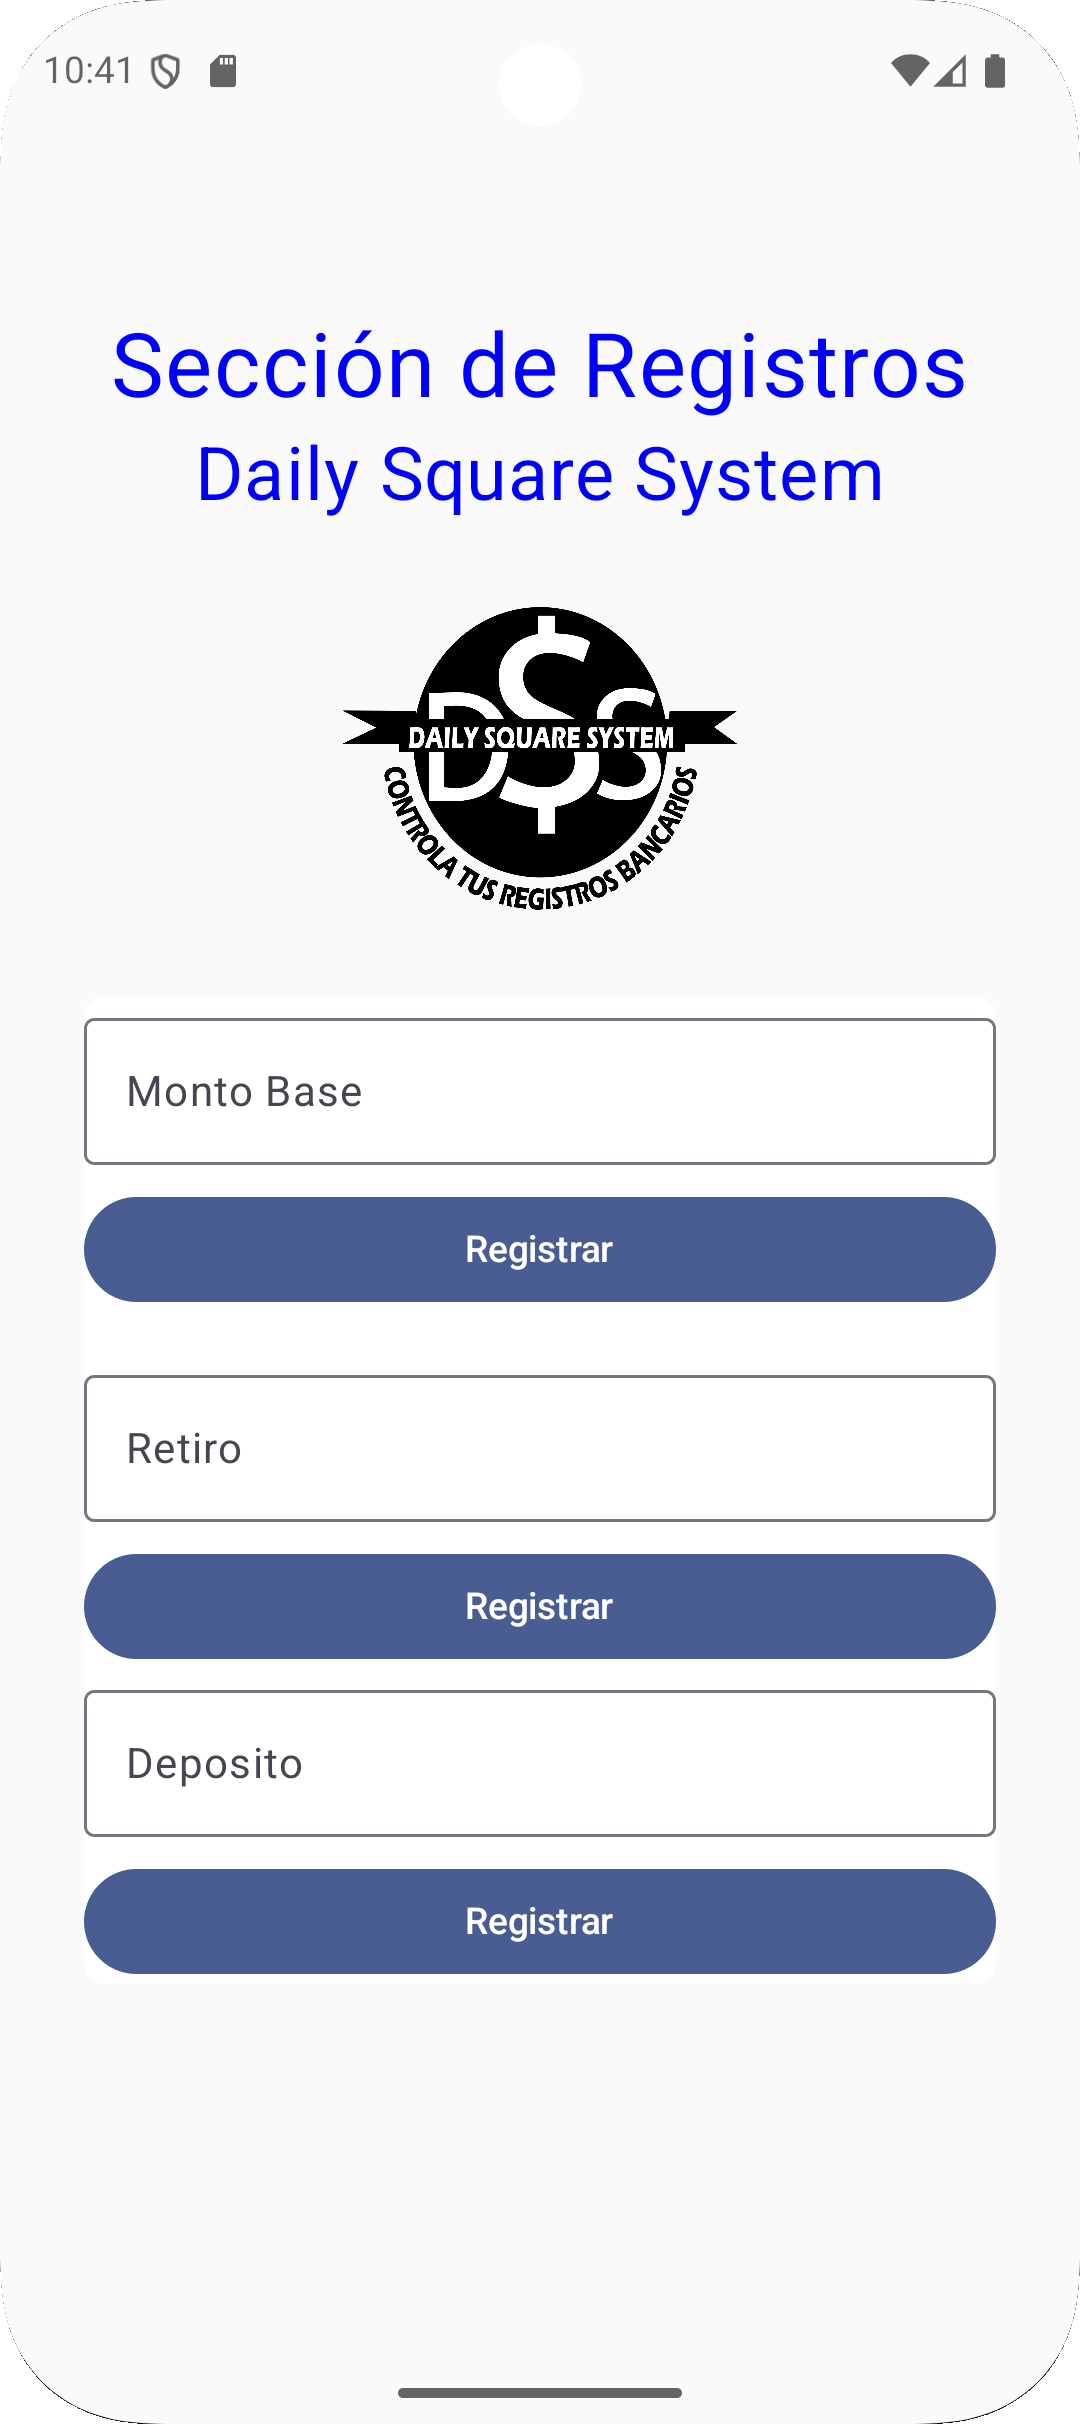 10:41
Sección de Registros
Daily Square System
DSS
DAILY SQUARE SYSTEM
CONTROLA TUS REGISTROS BANCARIOS
Monto Base
Registrar
Retiro
Registrar
Deposito
Registrar